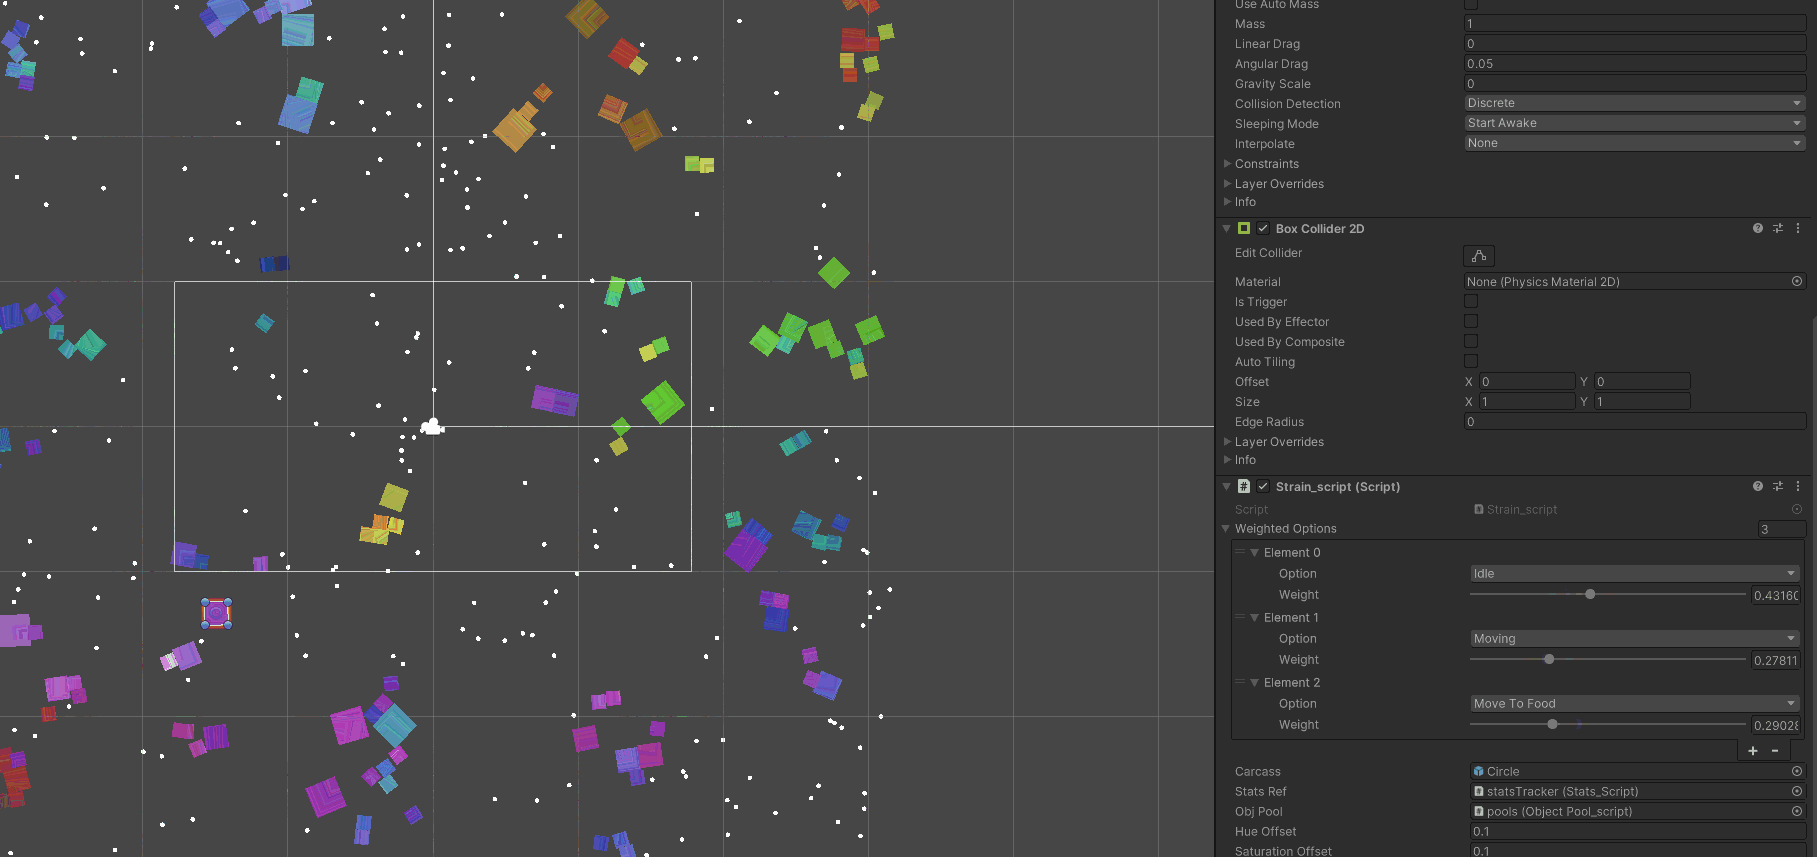 Use Auto Mass
Mass 1
Linear Drag 0
Angular Drag 0.05
Gravity Scale 0
Collision Detection Discrete
Sleeping Mode Start Awake
Interpolate None
Constraints
Layer Overrides
Info
Box Collider 2D
Edit Collider
Material None (Physics Material 2D)
Is Trigger
Used By Effector
Used By Composite
Auto Tiling
Offset X 0 Y 0
Size X 1 Y 1
Edge Radius 0
Layer Overrides
Info
# Strain_script (Script)
Script Strain_script
Weighted Options 3
Element 0
Option Idle
Weight 0.4316(
Element 1
Option Moving
Weight 0.27811
Element 2
Option Move To Food
Weight 0.2902
+ -
Carcass Circle
Stats Ref statsTracker (Stats_Script)
Obj Pool pools (Object Pool_script)
Hue Offset 0.1
Saturation Offset 0.1